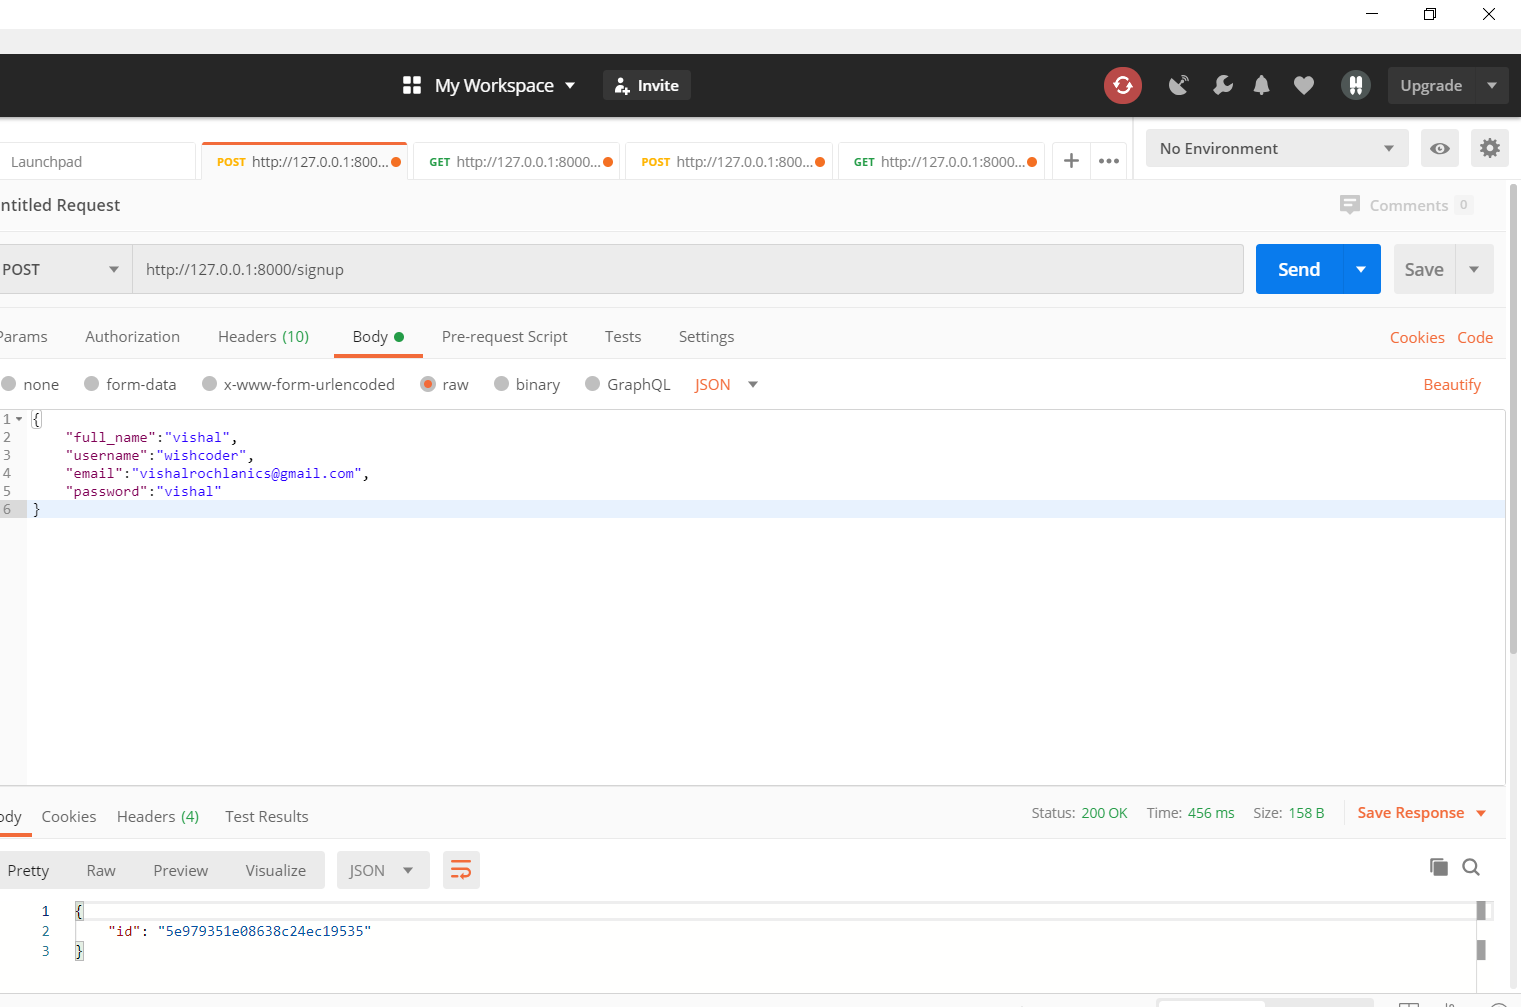 My Workspace Invite Upgrade
Launchpad POST http://127.0.0.1:800... GET http://127.0.0.1:8000... POST http://127.0.0.1:800... GET http://127.0.0.1:8000... No Environment
ntitled Request Comments 0
POST http://127.0.0.1:8000/signup Send Save
Params Authorization Headers (10) Body Pre-request Script Tests Settings Cookies Code
none form-data x-www-form-urlencoded raw binary GraphQL JSON Beautify
1 {
2 "full_name":"vishal",
3 "username":"wishcoder",
4 "email":"vishalrochlanics@gmail.com",
5 "password":"vishal"
6 }
ody Cookies Headers (4) Test Results Status: 200 OK Time: 456 ms Size: 158 B Save Response
Pretty Raw Preview Visualize JSON
1 {
2 "id": "5e979351e08638c24ec19535"
3 }